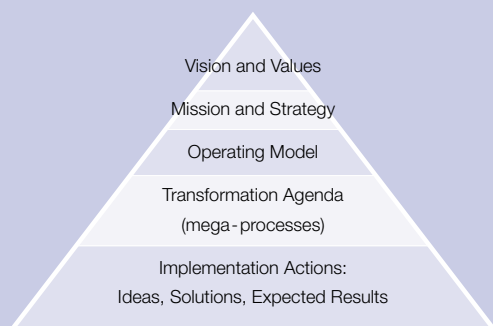 Vision and Values
Mission and Strategy
Operating Model
Transformation Agenda
(mega-processes)
Implementation Actions:
Ideas, Solutions, Expected Results